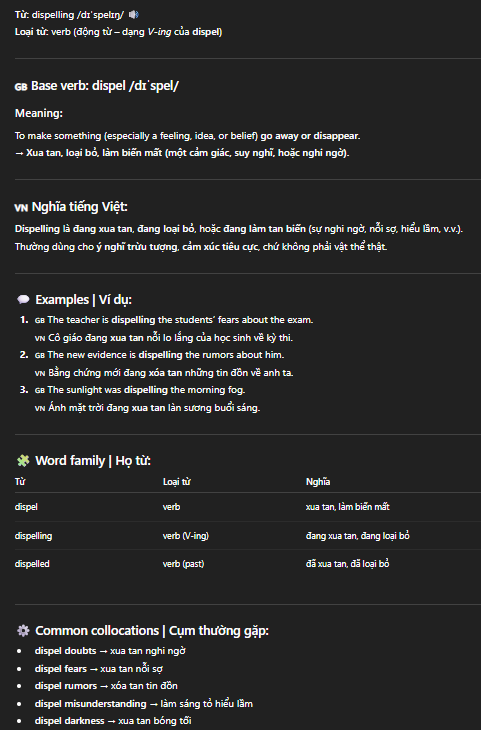 Từ: dispelling /dɪˈspelɪŋ/ 🔊
Loại từ: verb (động từ – dạng V-ing của dispel)
GB Base verb: dispel /dɪˈspel/
Meaning:
To make something (especially a feeling, idea, or belief) go away or disappear.
→ Xua tan, loại bỏ, làm biến mất (một cảm giác, suy nghĩ, hoặc nghi ngờ).
VN Nghĩa tiếng Việt:
Dispelling là đang xua tan, đang loại bỏ, hoặc đang làm tan biến (sự nghi ngờ, nỗi sợ, hiểu lầm, v.v.).
Thường dùng cho ý nghĩ trừu tượng, cảm xúc tiêu cực, chứ không phải vật thể thật.
💬 Examples | Ví dụ:
1. GB The teacher is dispelling the students' fears about the exam.
VN Cô giáo đang xua tan nỗi lo lắng của học sinh về kỳ thi.
2. GB The new evidence is dispelling the rumors about him.
VN Bằng chứng mới đang xóa tan những tin đồn về anh ta.
3. GB The sunlight was dispelling the morning fog.
VN Ánh mặt trời đang xua tan làn sương buổi sáng.
🧩 Word family | Họ từ:
Từ Loại từ Nghĩa
dispel verb xua tan, làm biến mất
dispelling verb (V-ing) đang xua tan, đang loại bỏ
dispelled verb (past) đã xua tan, đã loại bỏ
⚙️ Common collocations | Cụm thường gặp:
• dispel doubts → xua tan nghi ngờ
• dispel fears → xua tan nỗi sợ
• dispel rumors → xóa tan tin đồn
• dispel misunderstanding → làm sáng tỏ hiểu lầm
• dispel darkness → xua tan bóng tối